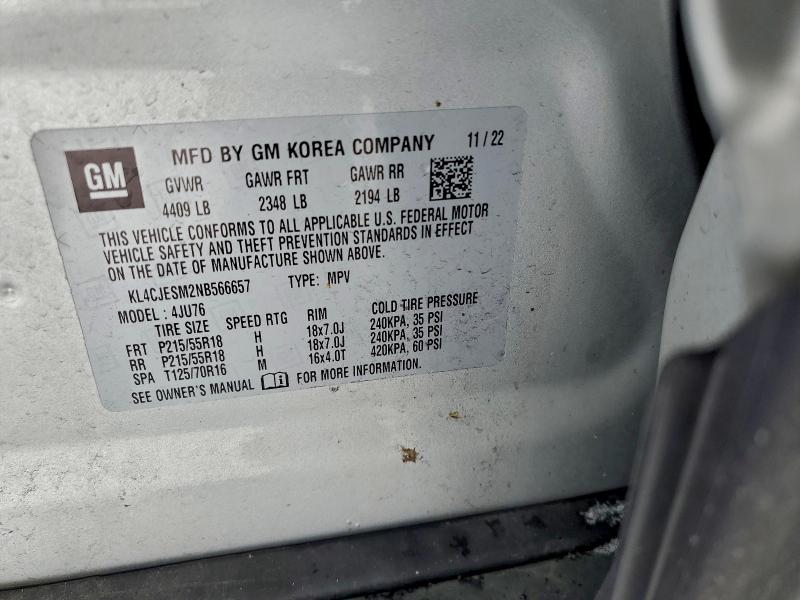 GM
MFD BY GM KOREA COMPANY 11 / 22
GVWR GAWR FRT GAWR RR
4409 LB 2348 LB 2194 LB
THIS VEHICLE CONFORMS TO ALL APPLICABLE U.S. FEDERAL MOTOR
VEHICLE SAFETY AND THEFT PREVENTION STANDARDS IN EFFECT
ON THE DATE OF MANUFACTURE SHOWN ABOVE.
KL4CJESM2NB566657 TYPE: MPV
MODEL : 4JU76
TIRE SIZE SPEED RTG RIM COLD TIRE PRESSURE
FRT P215/55R18 H 18x7.0J 240KPA, 35 PSI
RR P215/55R18 H 18x7.0J 240KPA, 35 PSI
SPA T125/70R16 M 16x4.0T 420KPA, 60 PSI
SEE OWNER'S MANUAL FOR MORE INFORMATION.